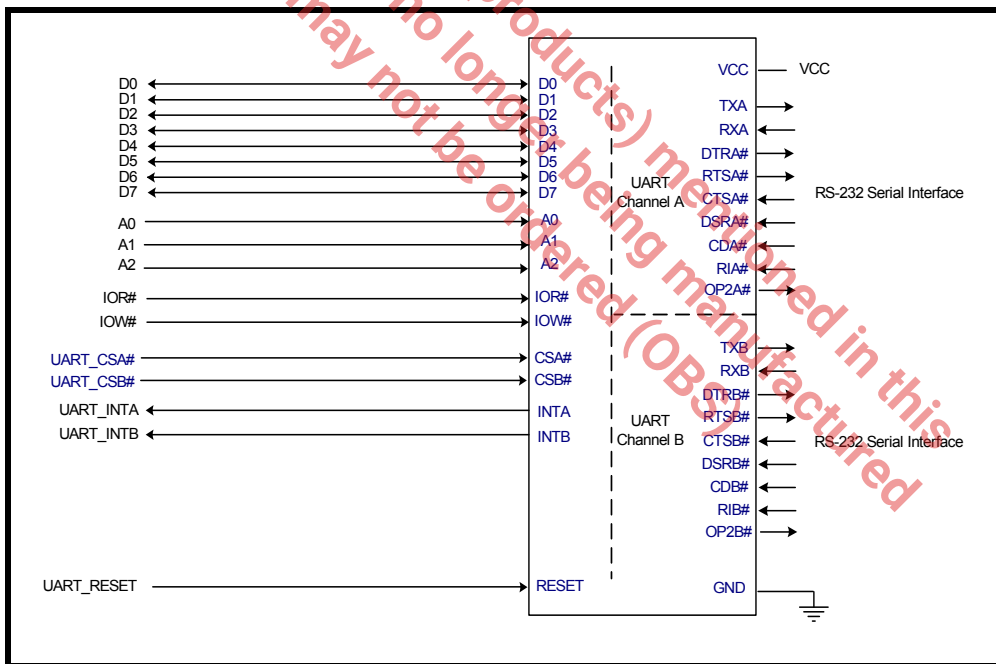 D0 D0
D1 D1
D2 D2
D3 D3
D4 D4
D5 D5
D6 D6
D7 D7
A0 A0
A1 A1
A2 A2
IOR# IOR#
IOW# IOW#
UART_CSA# CSA#
UART_CSB# CSB#
UART_INTA INTA
UART_INTB INTB
UART_RESET RESET
UART
Channel A
UART
Channel B
VCC VCC
TXA
RXA
DTRA#
RTSA#
CTSA#
DSRA#
CDA#
RIA#
OP2A#
RS-232 Serial Interface
TXB
RXB
DTRB#
RTSB#
CTSB#
DSRB#
CDB#
RIB#
OP2B#
RS-232 Serial Interface
GND
products) mentioned in this
no longer being manufactured
may not be ordered (OBS)